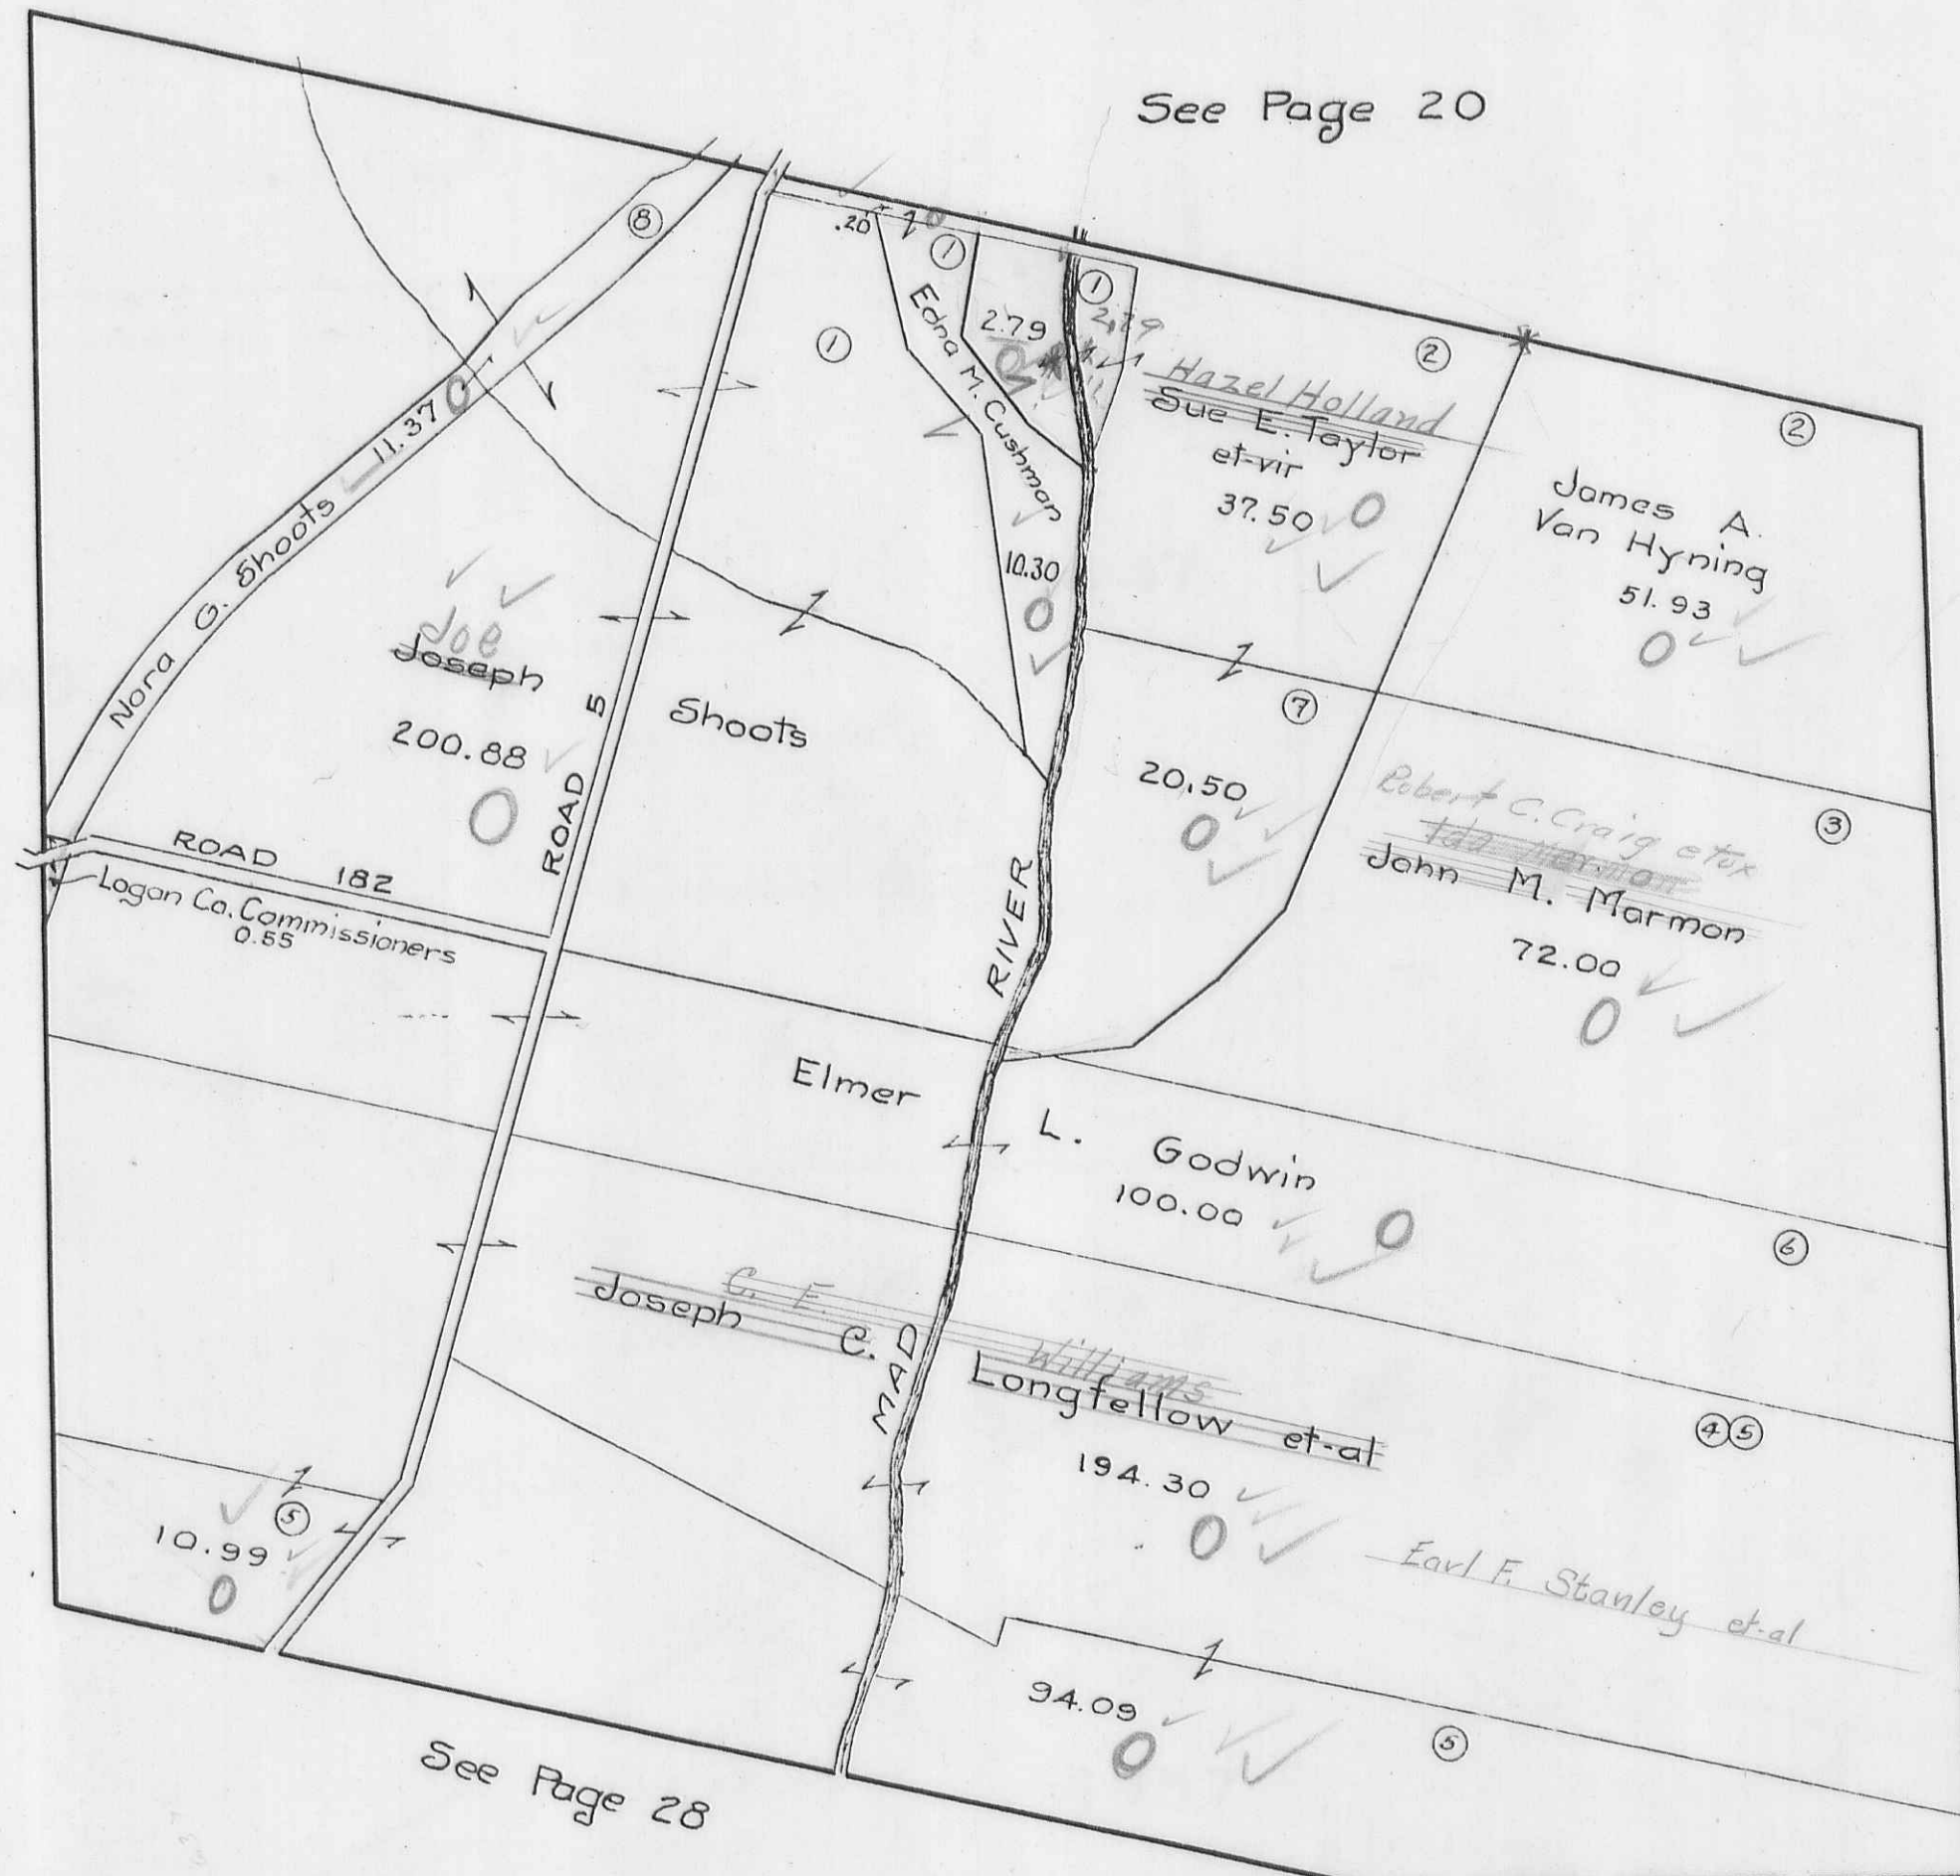 See Page 20
8
.20
1
1
Edna M. Cushman
10.30
2.79
1
2.79
1
2
Hazel Holland
Sue E. Taylor
et-vir
37.50
2
James A.
Van Hyning
51.93
Nora G. Shoots 11.37
Joe
Joseph
200.88
Shoots
ROAD 5
7
20.50
3
Robert C. Craig et ux
Ida Marmon
John M. Marmon
72.00
ROAD 182
Logan Co. Commissioners
0.55
MAD RIVER
Elmer L. Godwin
100.00
6
C. E. Williams
Joseph C. Longfellow et-al
194.30
4 5
Earl F. Stanley et-al
5
10.99
94.09
5
See Page 28